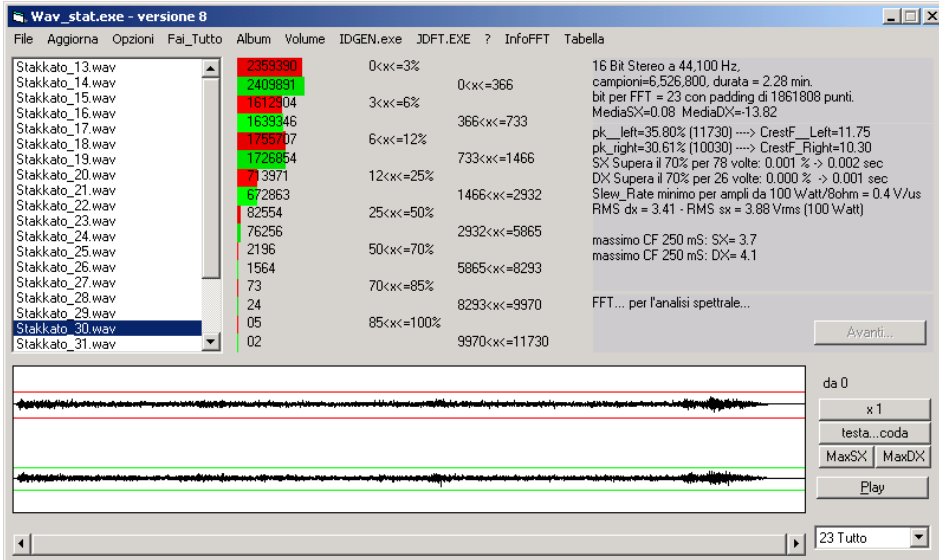 Wav_stat.exe - versione 8
File Aggiorna Opzioni Fai_Tutto Album Volume IDGEN.exe JDFT.EXE ? InfoFFT Tabella
Stakkato_13.wav
Stakkato_14.wav
Stakkato_15.wav
Stakkato_16.wav
Stakkato_17.wav
Stakkato_18.wav
Stakkato_19.wav
Stakkato_20.wav
Stakkato_21.wav
Stakkato_22.wav
Stakkato_23.wav
Stakkato_24.wav
Stakkato_25.wav
Stakkato_26.wav
Stakkato_27.wav
Stakkato_28.wav
Stakkato_29.wav
Stakkato_30.wav
Stakkato_31.wav
2359390 0<x<=3%
2409891 0<x<=366
1612904 3<x<=6%
1639346 366<x<=733
1755707 6<x<=12%
1726854 733<x<=1466
713971 12<x<=25%
672863 1466<x<=2932
82554 25<x<=50%
76256 2932<x<=5865
2196 50<x<=70%
1564 5865<x<=8293
73 70<x<=85%
24 8293<x<=9970
05 85<x<=100%
02 9970<x<=11730
16 Bit Stereo a 44,100 Hz,
campioni=6,526,800, durata = 2.28 min.
bit per FFT = 23 con padding di 1861808 punti.
MediaSX=0.08 MediaDX=-13.82
pk__left=35.80% (11730) ----> CrestF__Left=11.75
pk_right=30.61% (10030) ----> CrestF_Right=10.30
SX Supera il 70% per 78 volte: 0.001 % -> 0.002 sec
DX Supera il 70% per 26 volte: 0.000 % -> 0.001 sec
Slew_Rate minimo per ampli da 100 Watt/8ohm = 0.4 V/us
RMS dx = 3.41 - RMS sx = 3.88 Vrms (100 Watt)
massimo CF 250 mS: SX= 3.7
massimo CF 250 mS: DX= 4.1
FFT... per l'analisi spettrale...
Avanti...
da 0
x 1
testa...coda
MaxSX MaxDX
Play
23 Tutto